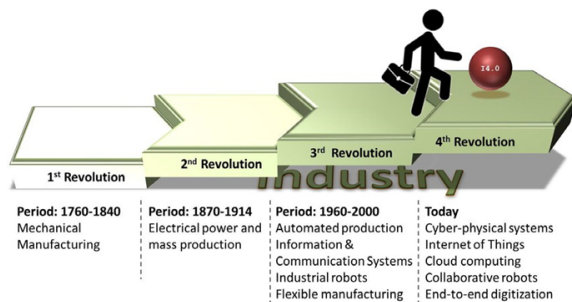 I4.0
1st Revolution
2nd Revolution
3rd Revolution
4th Revolution
industry
Period: 1760-1840
Mechanical
Manufacturing
Period: 1870-1914
Electrical power and
mass production
Period: 1960-2000
Automated production
Information &
Communication Systems
Industrial robots
Flexible manufacturing
Today
Cyber-physical systems
Internet of Things
Cloud computing
Collaborative robots
End-to-end digitization